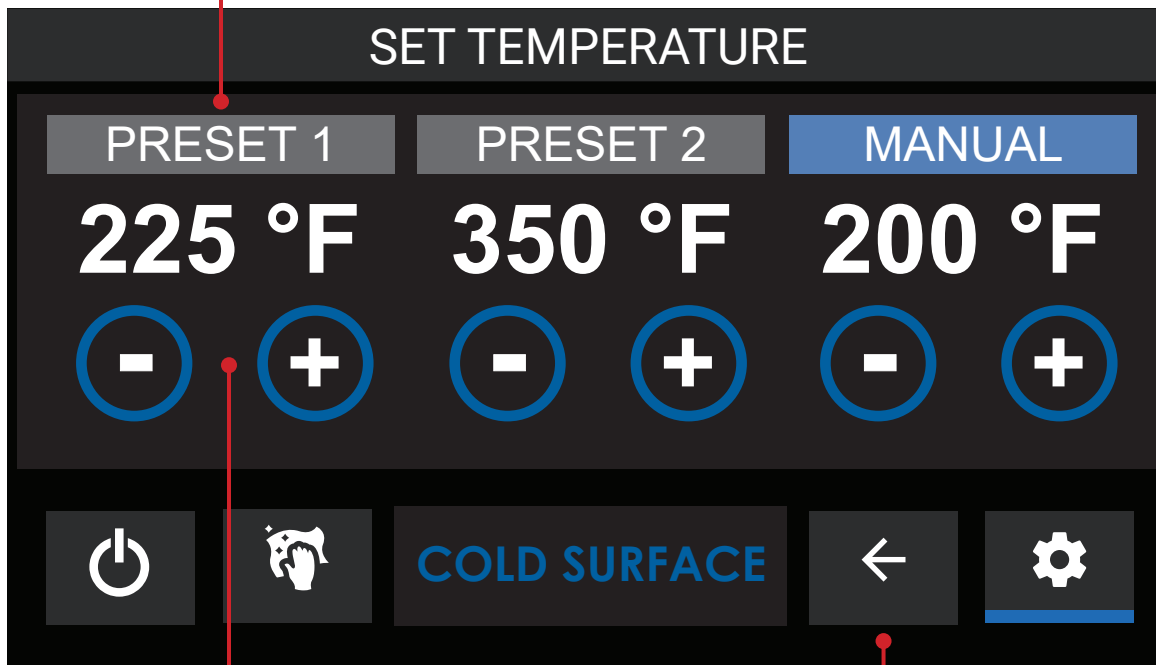 SET TEMPERATURE
PRESET 1 PRESET 2 MANUAL
225 °F 350 °F 200 °F
- + - + - +
COLD SURFACE